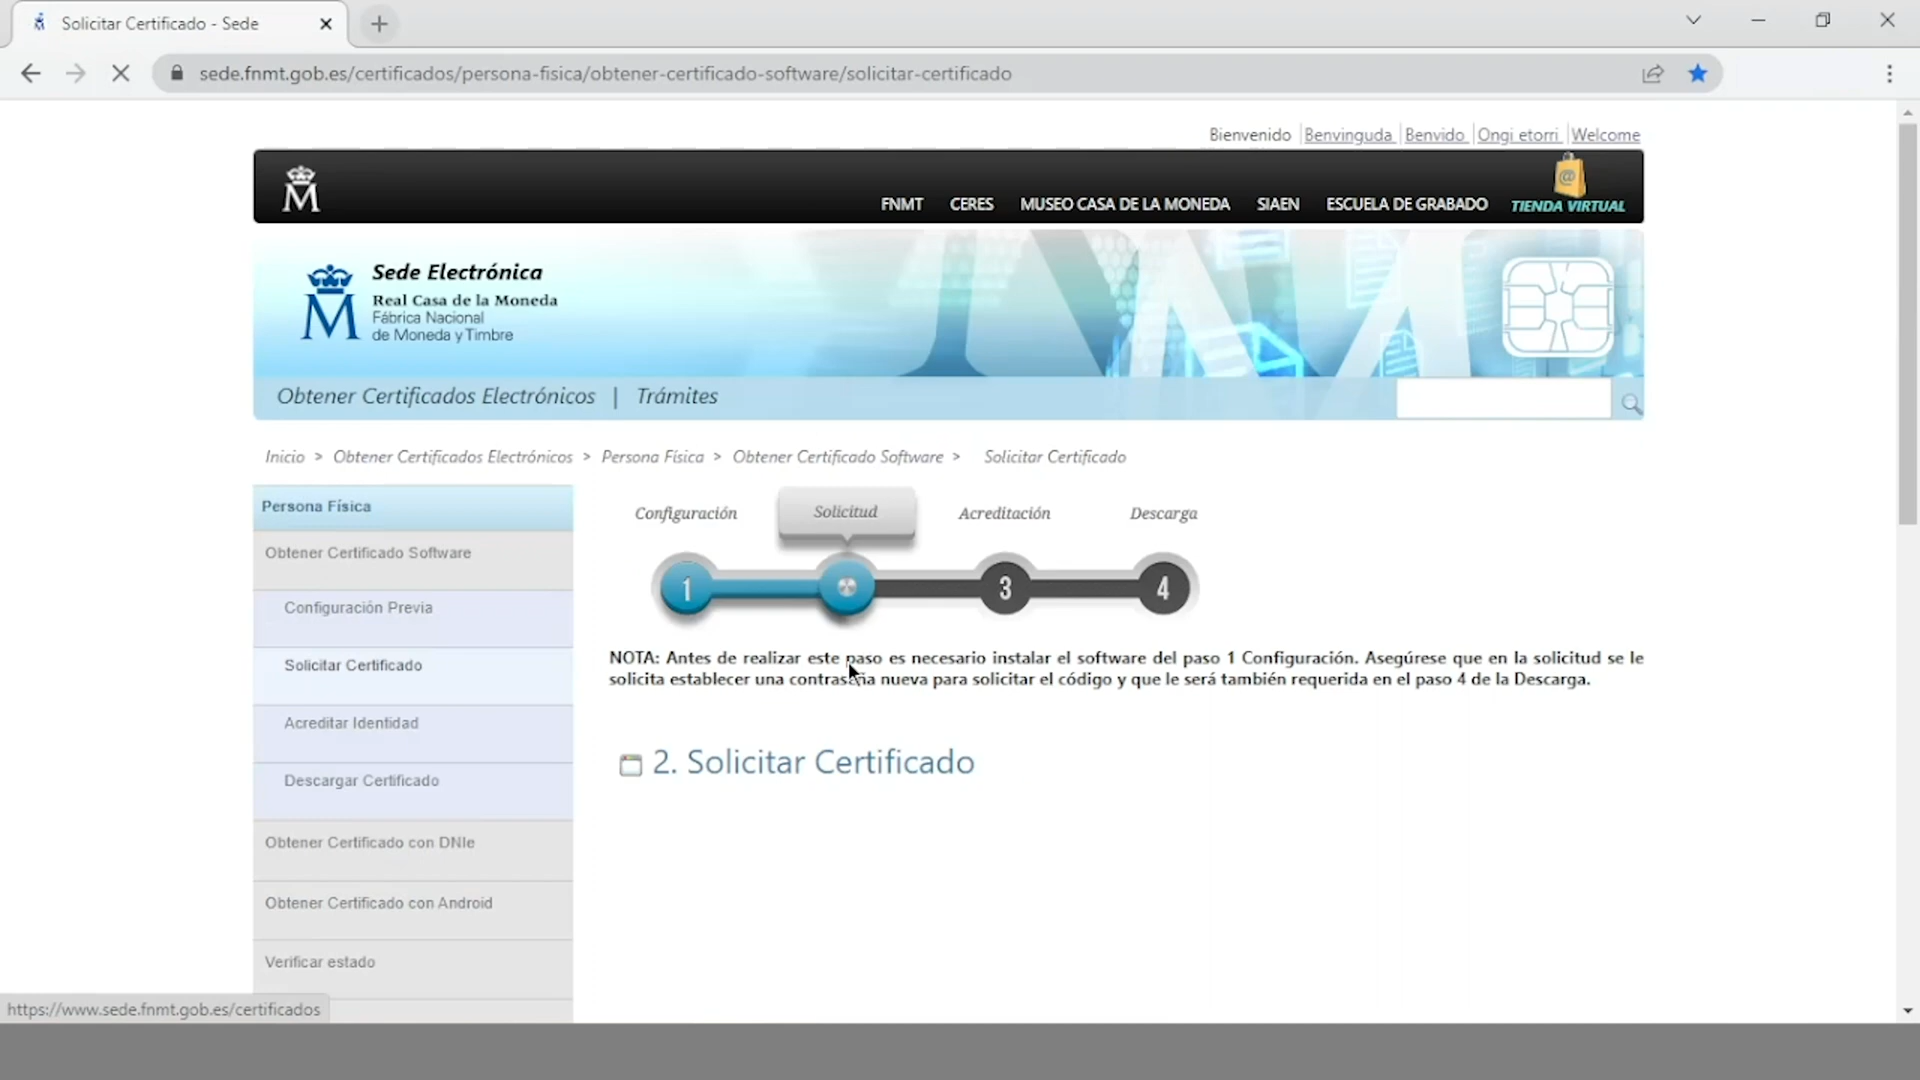 Solicitar Certificado - Sede
sede.fnmt.gob.es/certificados/persona-fisica/obtener-certificado-software/solicitar-certificado
Bienvenido Benvinguda Benvido Ongi etorri Welcome
FNMT CERES MUSEO CASA DE LA MONEDA SIAEN ESCUELA DE GRABADO TIENDA VIRTUAL
Sede Electrónica
Real Casa de la Moneda
Fábrica Nacional
de Moneda y Timbre
Obtener Certificados Electrónicos | Trámites
Inicio > Obtener Certificados Electrónicos > Persona Física > Obtener Certificado Software > Solicitar Certificado
Persona Física
Obtener Certificado Software
Configuración Previa
Solicitar Certificado
Acreditar Identidad
Descargar Certificado
Obtener Certificado con DNIe
Obtener Certificado con Android
Verificar estado
Configuración Solicitud Acreditación Descarga
1 3 4
NOTA: Antes de realizar este paso es necesario instalar el software del paso 1 Configuración. Asegúrese que en la solicitud se le
solicita establecer una contraseña nueva para solicitar el código y que le será también requerida en el paso 4 de la Descarga.
2. Solicitar Certificado
https://www.sede.fnmt.gob.es/certificados